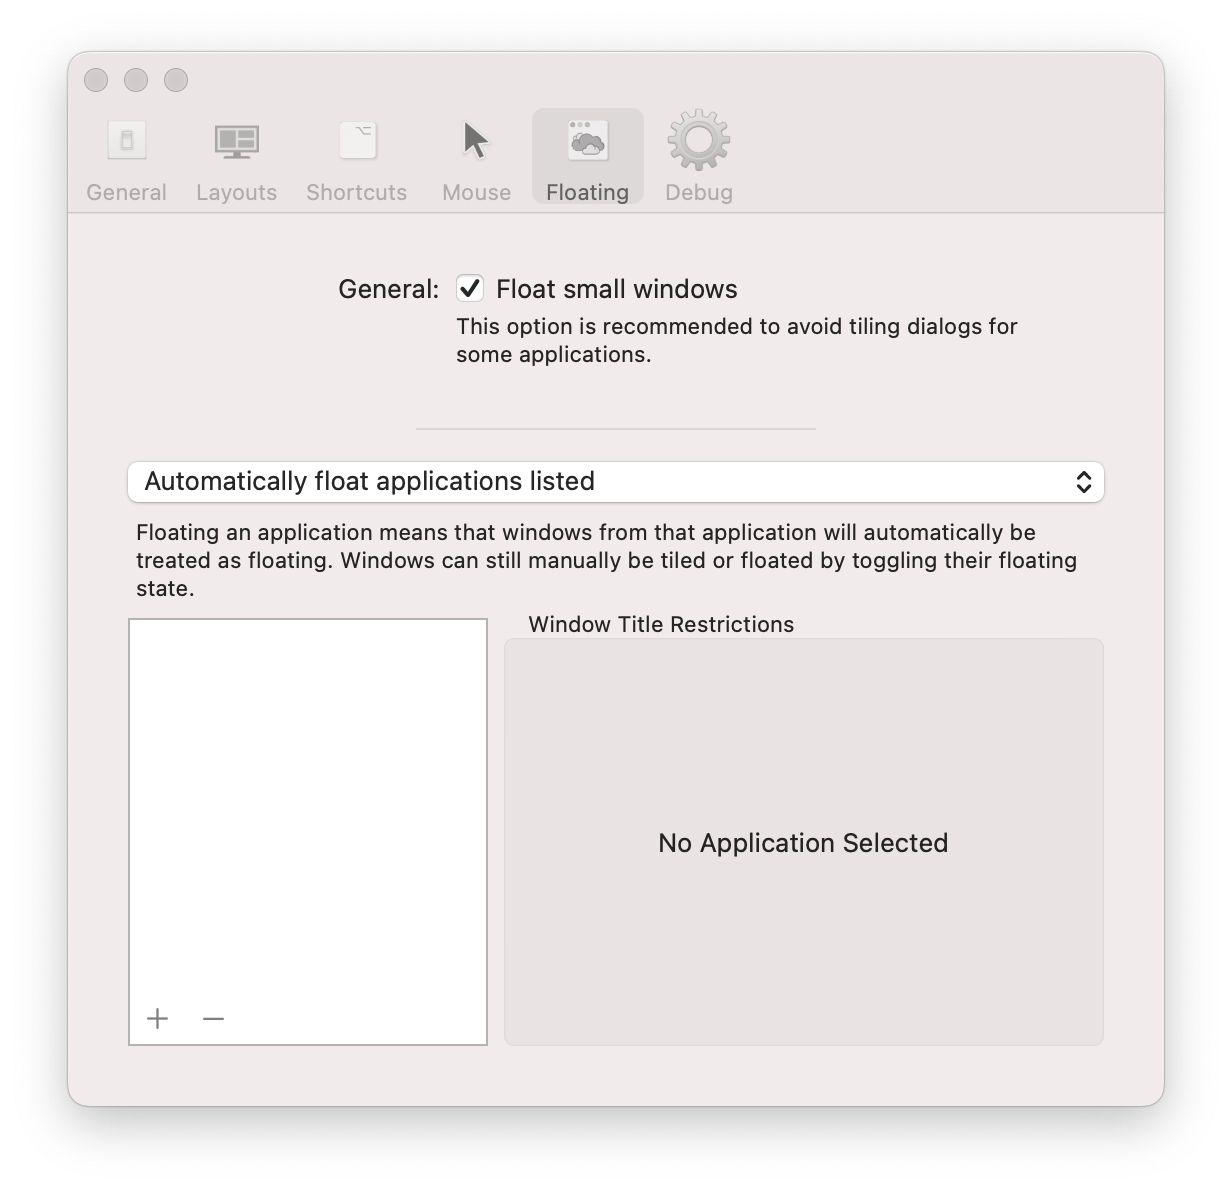 General
Layouts
Shortcuts
Mouse
Floating
Debug
General:
Float small windows
This option is recommended to avoid tiling dialogs for
some applications.
Automatically float applications listed
Floating an application means that windows from that application will automatically be
treated as floating. Windows can still manually be tiled or floated by toggling their floating
state.
Window Title Restrictions
No Application Selected